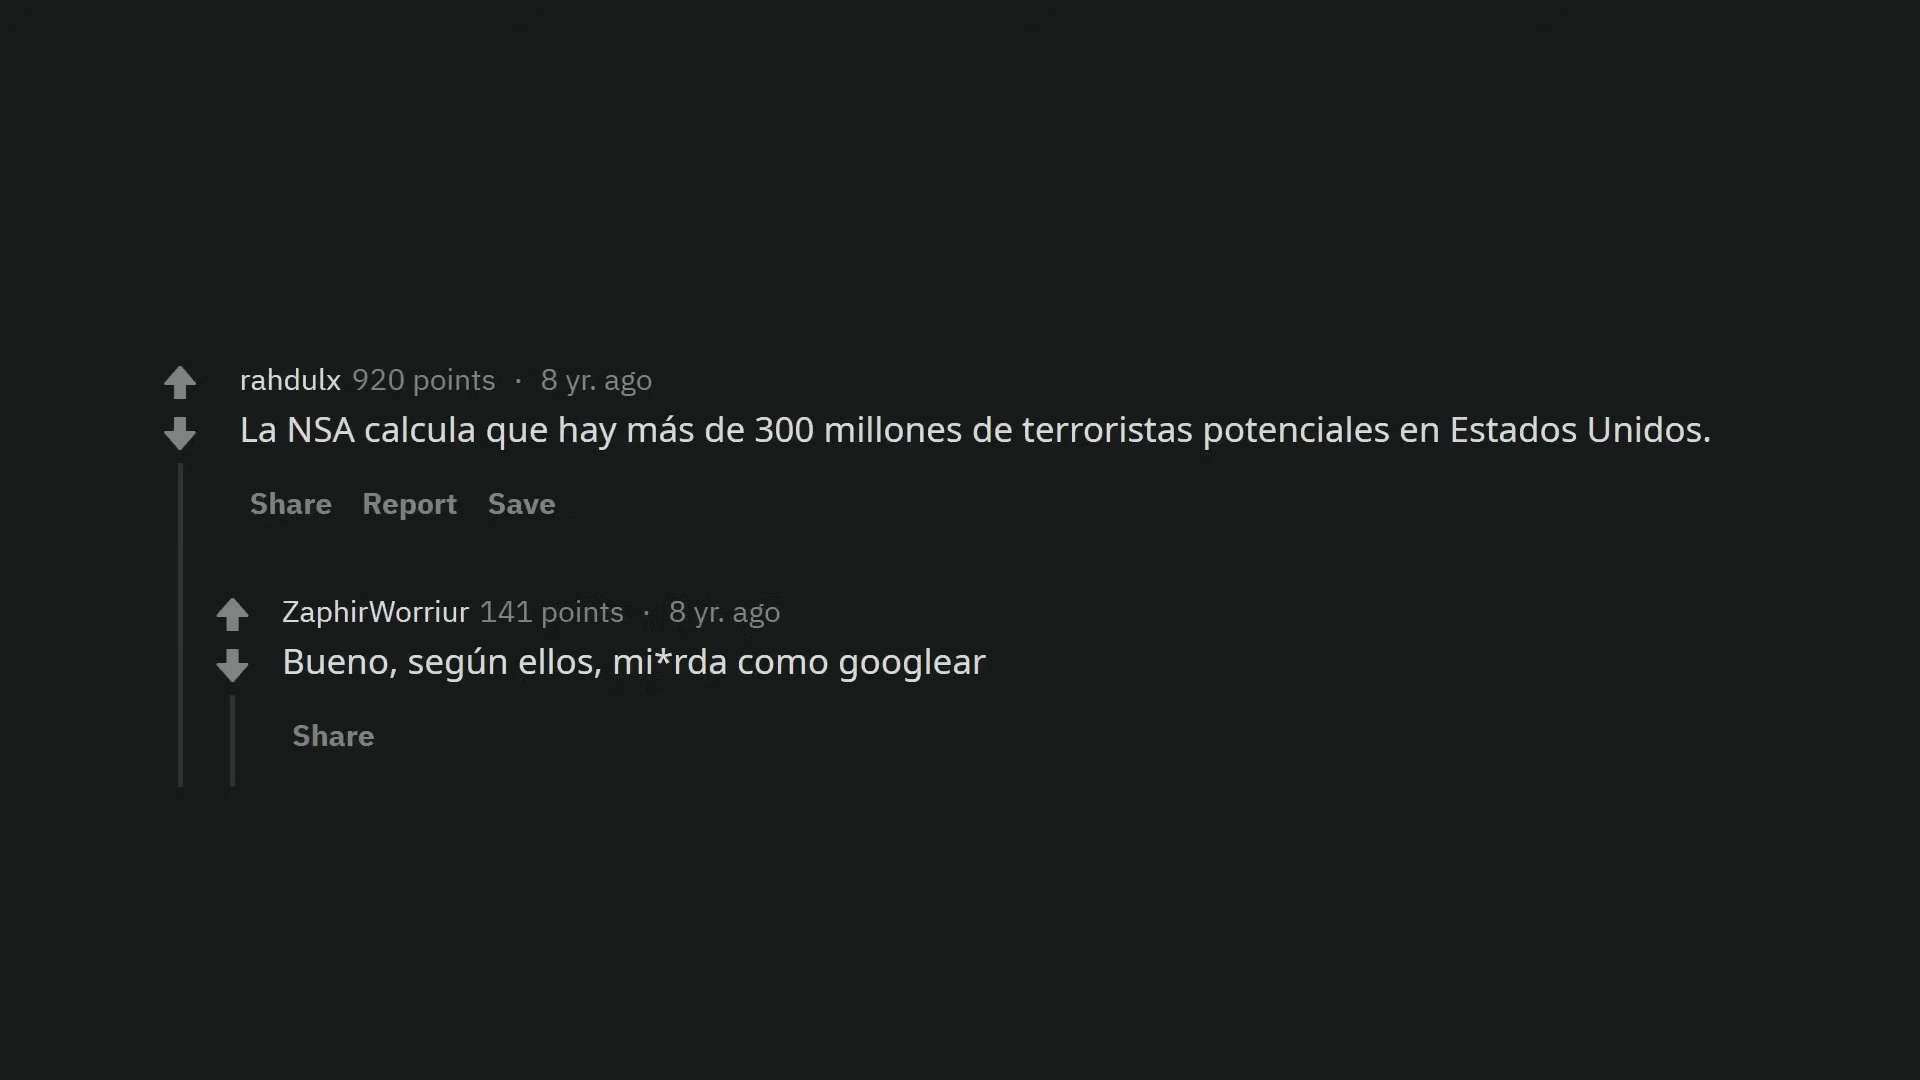 rahdulx 920 points · 8 yr. ago
La NSA calcula que hay más de 300 millones de terroristas potenciales en Estados Unidos.
Share Report Save
ZaphirWorriur 141 points · 8 yr. ago
Bueno, según ellos, mi*rda como googlear
Share